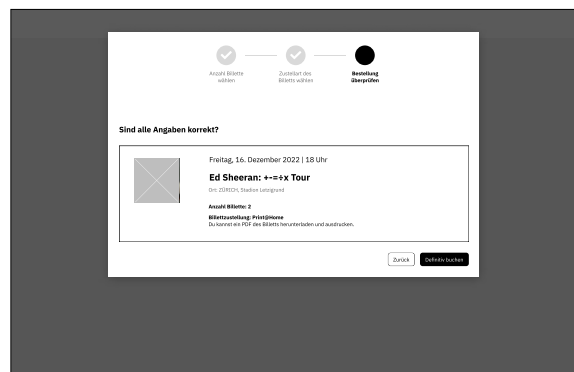 Anzahl Billette
wählen
Zustellart des
Billetts wählen
Bestellung
überprüfen
Sind alle Angaben korrekt?
Freitag, 16. Dezember 2022 | 18 Uhr
Ed Sheeran: +-=÷x Tour
Ort: ZÜRICH, Stadion Letzigrund
Anzahl Billette: 2
Billettzustellung: Print@Home
Du kannst ein PDF des Billetts herunterladen und ausdrucken.
Zurück
Definitiv buchen